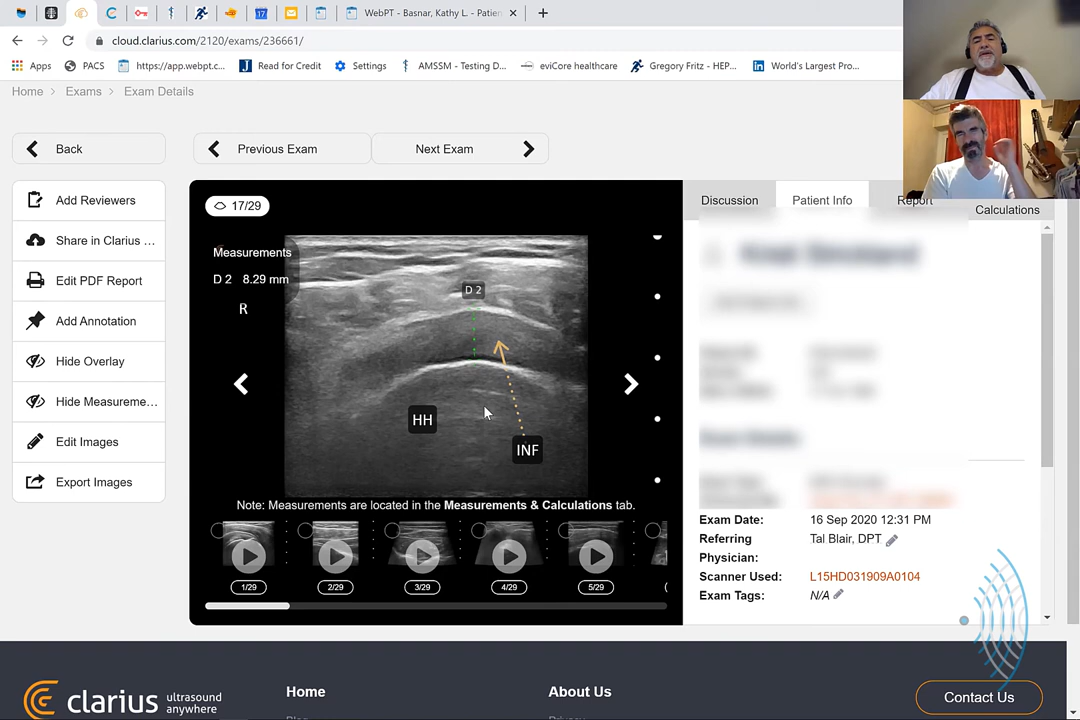 WebPT - Basnar, Kathy L. - Patien
cloud.clarius.com/2120/exams/236661/
Apps PACS https://app.webpt.c... Read for Credit Settings AMSSM - Testing D... eviCore healthcare Gregory Fritz - HEP... World's Largest Pro...
Home Exams Exam Details
Back
Previous Exam
Next Exam
Add Reviewers
Share in Clarius ...
Edit PDF Report
Add Annotation
Hide Overlay
Hide Measureme...
Edit Images
Export Images
17/29
Measurements
D 2 8.29 mm
R
D 2
HH
INF
Note: Measurements are located in the Measurements & Calculations tab.
1/29 2/29 3/29 4/29 5/29
Discussion Patient Info Report
Calculations
Exam Date: 16 Sep 2020 12:31 PM
Referring Tal Blair, DPT
Physician:
Scanner Used: L15HD031909A0104
Exam Tags: N/A
clarius ultrasound
anywhere
Home
About Us
Contact Us